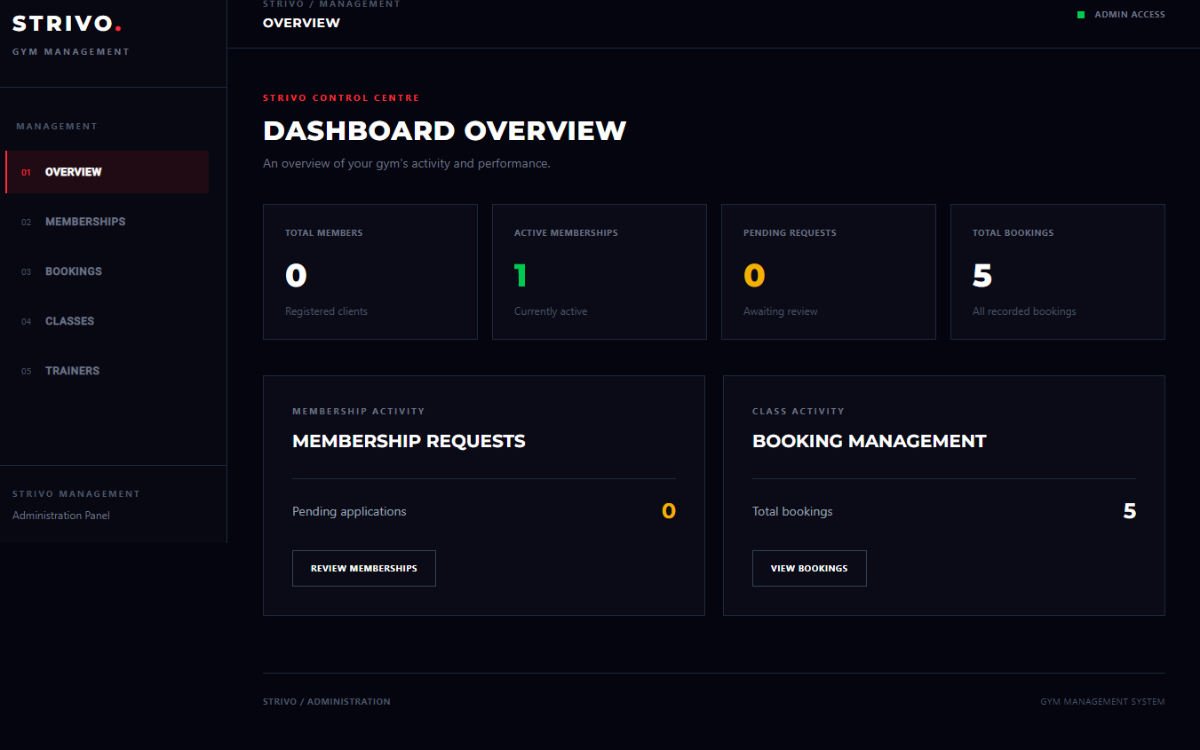 STRIVO.
GYM MANAGEMENT
MANAGEMENT
01 OVERVIEW
02 MEMBERSHIPS
03 BOOKINGS
04 CLASSES
05 TRAINERS
STRIVO MANAGEMENT
Administration Panel
STRIVO / MANAGEMENT
OVERVIEW
ADMIN ACCESS
STRIVO CONTROL CENTRE
DASHBOARD OVERVIEW
An overview of your gym's activity and performance.
TOTAL MEMBERS
0
Registered clients
ACTIVE MEMBERSHIPS
1
Currently active
PENDING REQUESTS
0
Awaiting review
TOTAL BOOKINGS
5
All recorded bookings
MEMBERSHIP ACTIVITY
MEMBERSHIP REQUESTS
Pending applications 0
REVIEW MEMBERSHIPS
CLASS ACTIVITY
BOOKING MANAGEMENT
Total bookings 5
VIEW BOOKINGS
STRIVO / ADMINISTRATION
GYM MANAGEMENT SYSTEM